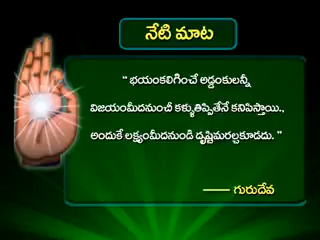 నేటి మాట
“ భయంకలిగించే అడ్డంకులన్నీ
విజయంమీదనుంచి కళ్ళుతిప్పితేనే కనిపిస్తాయి.,
అందుకే లక్ష్యంమీదనుండి దృష్టిమరల్చకూడదు. ”
—— గురుదేవ